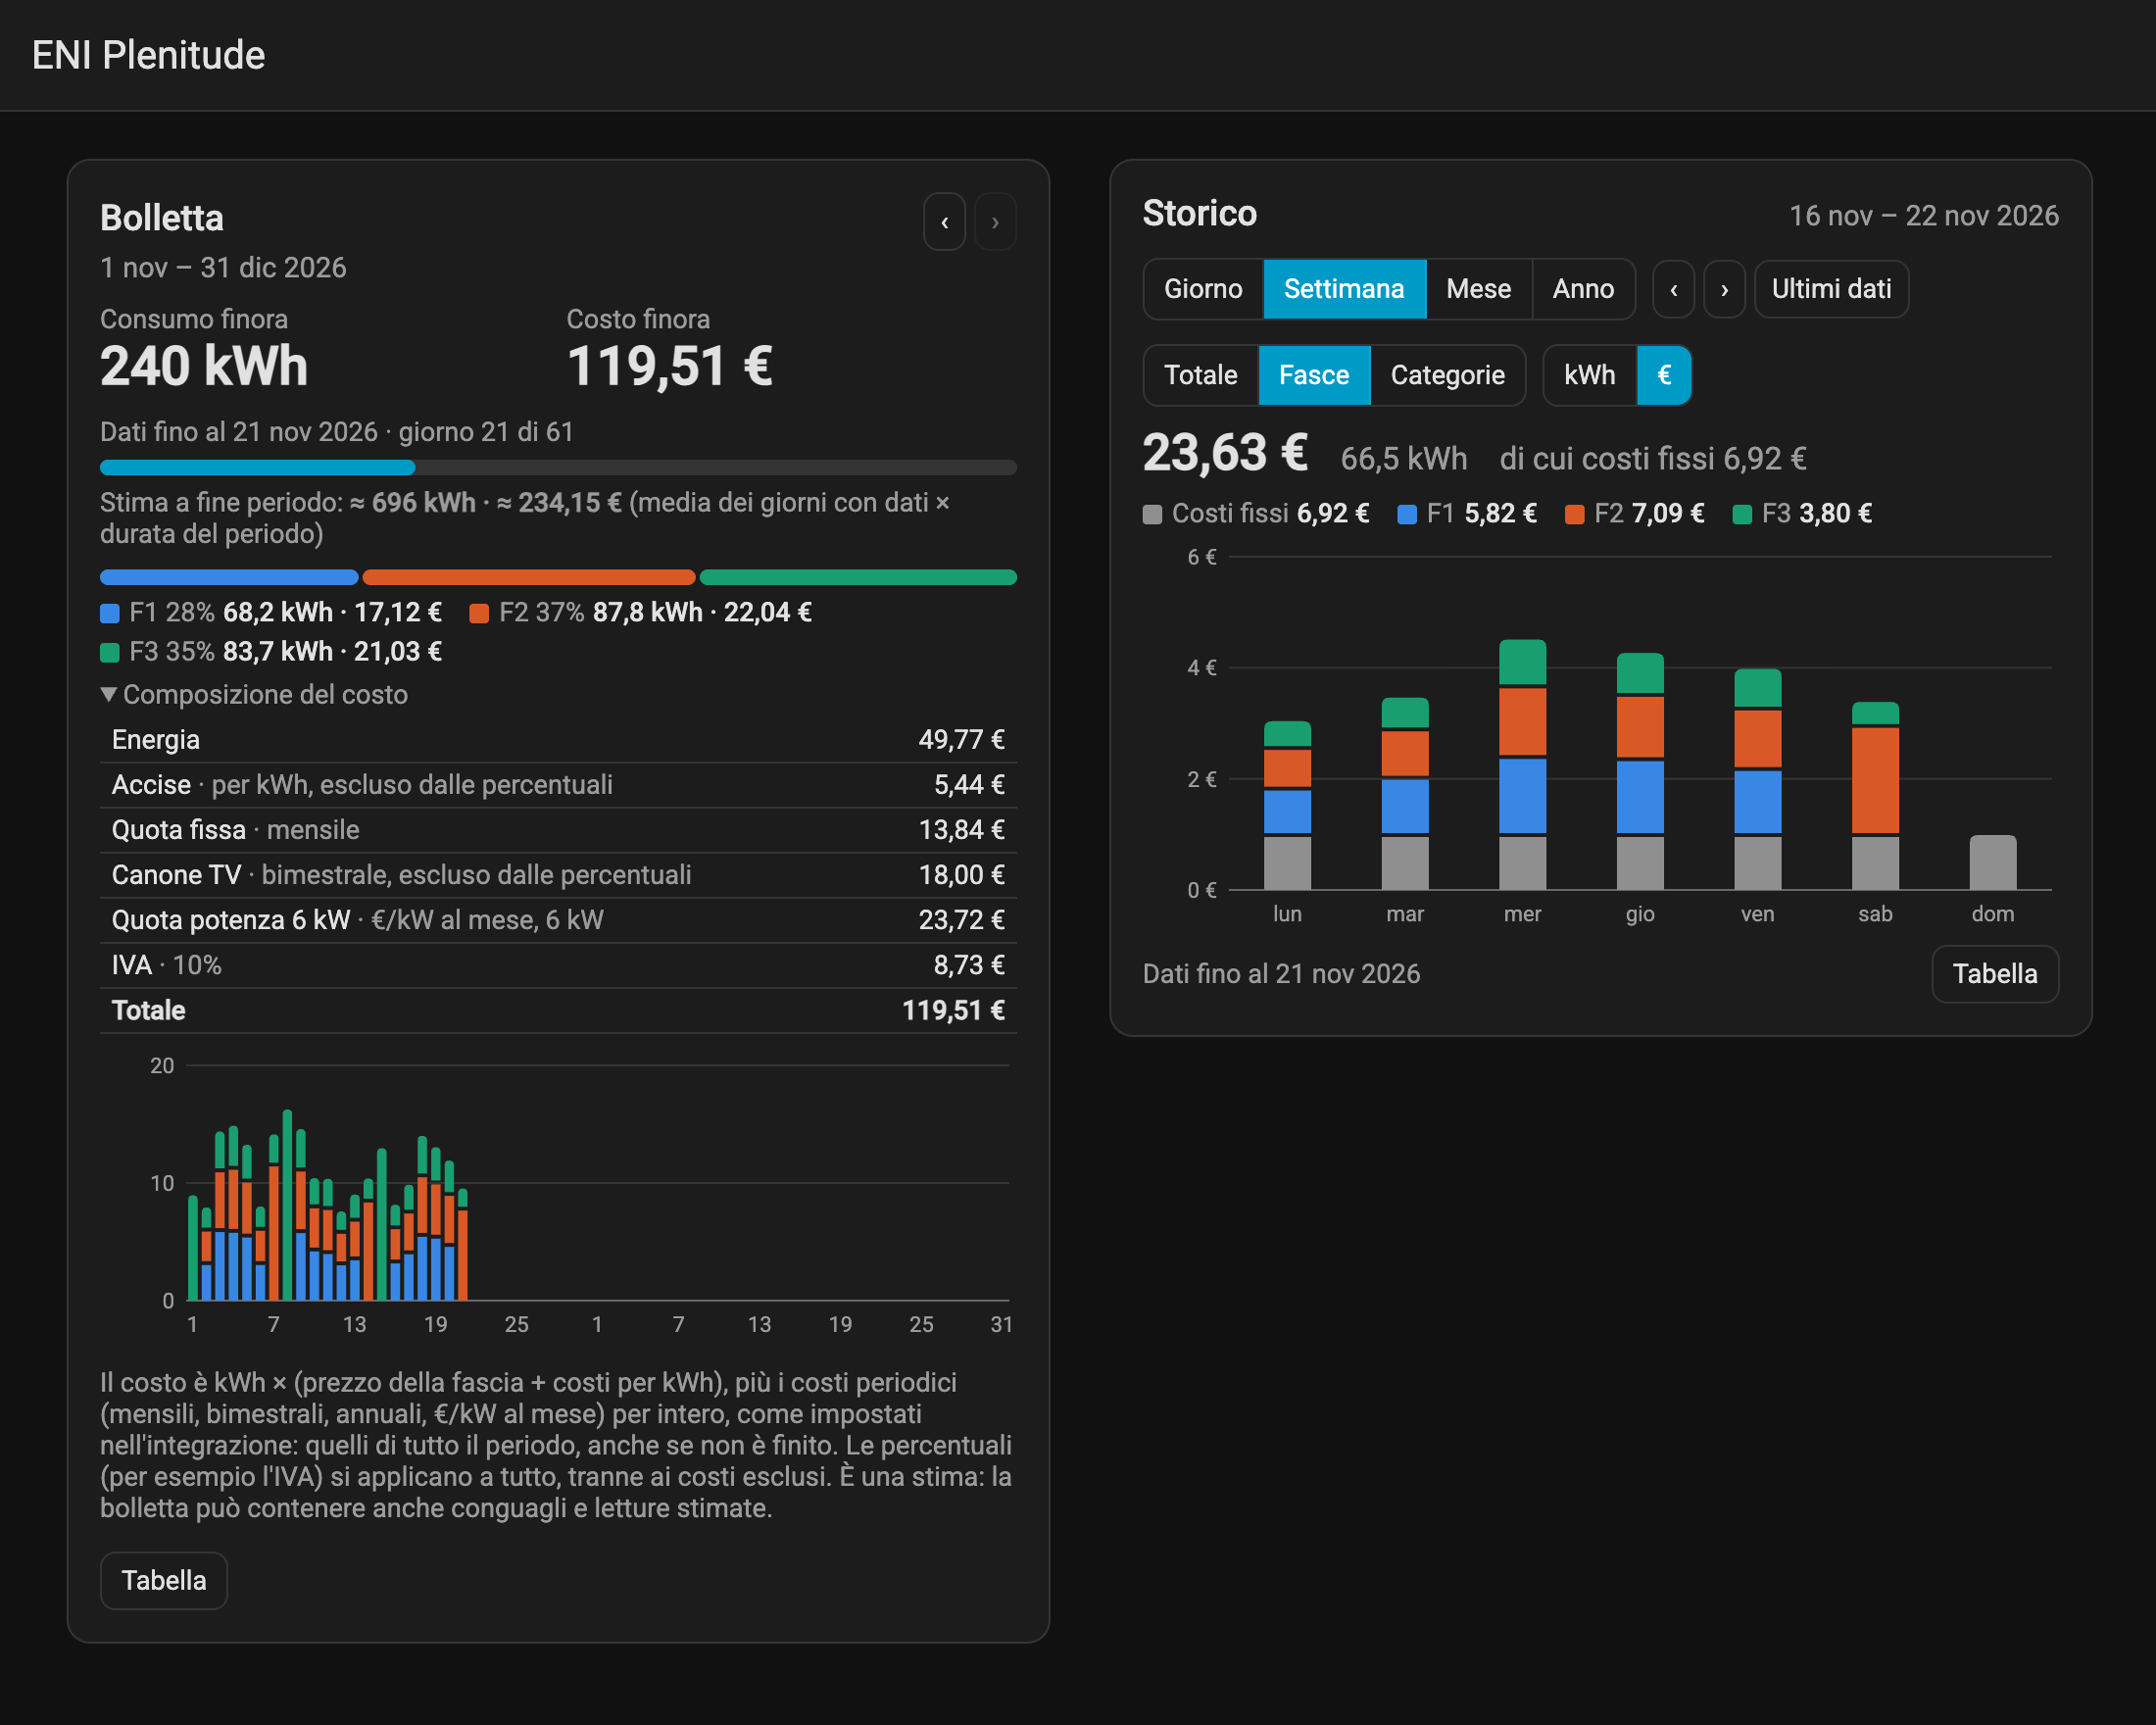 ENI Plenitude
Bolletta
‹ ›
1 nov – 31 dic 2026
Consumo finora
240 kWh
Costo finora
119,51 €
Dati fino al 21 nov 2026 · giorno 21 di 61
Stima a fine periodo: ≈ 696 kWh · ≈ 234,15 € (media dei giorni con dati ×
durata del periodo)
F1 28% 68,2 kWh · 17,12 € F2 37% 87,8 kWh · 22,04 €
F3 35% 83,7 kWh · 21,03 €
▼ Composizione del costo
Energia 49,77 €
Accise · per kWh, escluso dalle percentuali 5,44 €
Quota fissa · mensile 13,84 €
Canone TV · bimestrale, escluso dalle percentuali 18,00 €
Quota potenza 6 kW · €/kW al mese, 6 kW 23,72 €
IVA · 10% 8,73 €
Totale 119,51 €
20
10
0
1 7 13 19 25 1 7 13 19 25 31
Il costo è kWh × (prezzo della fascia + costi per kWh), più i costi periodici
(mensili, bimestrali, annuali, €/kW al mese) per intero, come impostati
nell'integrazione: quelli di tutto il periodo, anche se non è finito. Le percentuali
(per esempio l'IVA) si applicano a tutto, tranne ai costi esclusi. È una stima: la
bolletta può contenere anche conguagli e letture stimate.
Tabella
Storico
16 nov – 22 nov 2026
Giorno Settimana Mese Anno ‹ › Ultimi dati
Totale Fasce Categorie kWh €
23,63 € 66,5 kWh di cui costi fissi 6,92 €
Costi fissi 6,92 € F1 5,82 € F2 7,09 € F3 3,80 €
6 €
4 €
2 €
0 €
lun mar mer gio ven sab dom
Dati fino al 21 nov 2026
Tabella